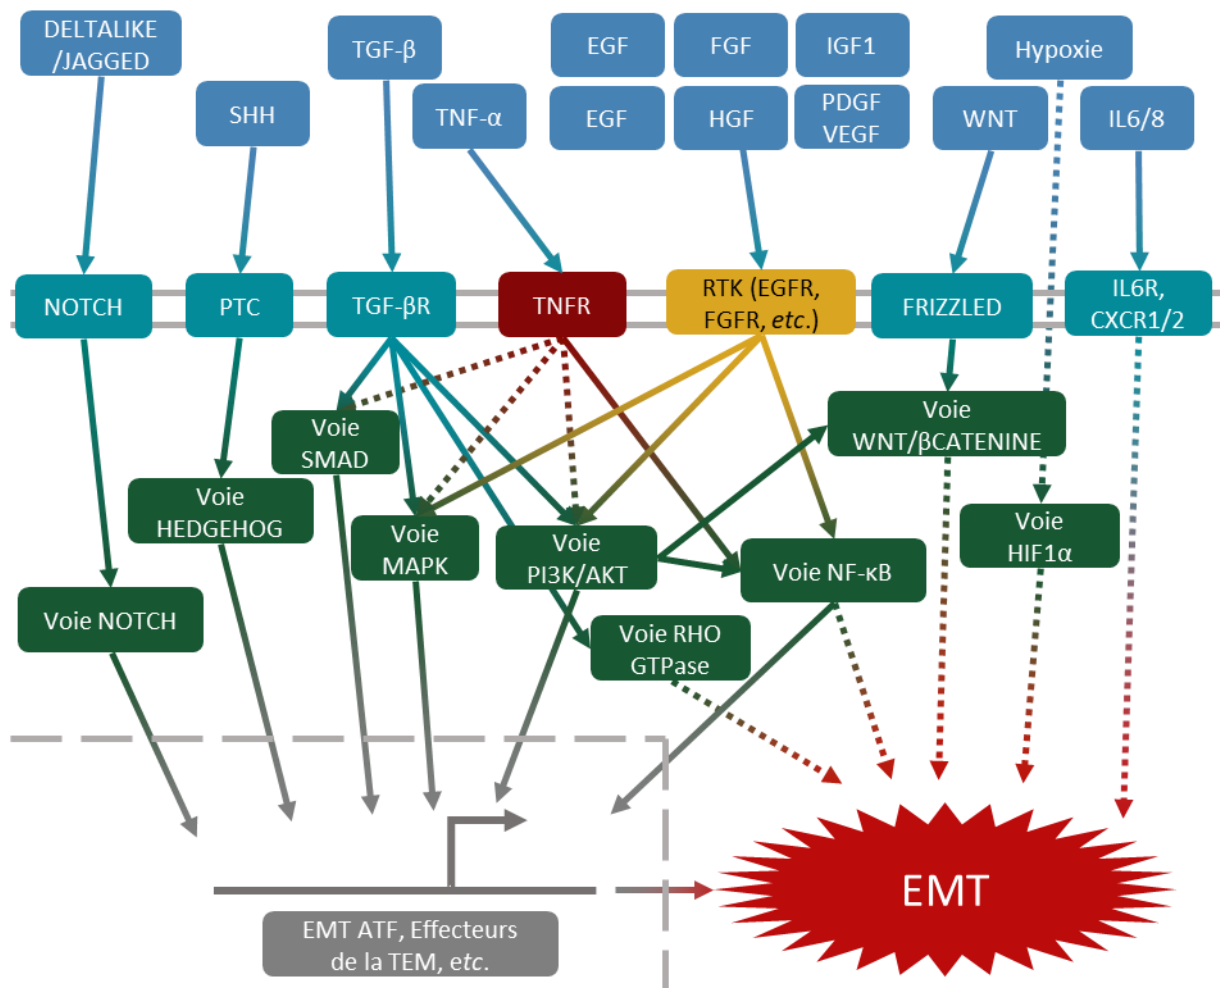 DELTALIKE
/JAGGED
TGF-β
EGF
FGF
IGF1
Hypoxie
SHH
TNF-α
EGF
HGF
PDGF
VEGF
WNT
IL6/8
NOTCH
PTC
TGF-βR
TNFR
RTK (EGFR,
FGFR, etc.)
FRIZZLED
IL6R,
CXCR1/2
Voie
SMAD
Voie
WNT/βCATENINE
Voie
HEDGEHOG
Voie
MAPK
Voie
PI3K/AKT
Voie NF-κB
Voie
HIF1α
Voie NOTCH
Voie RHO
GTPase
EMT
EMT ATF, Effecteurs
de la TEM, etc.